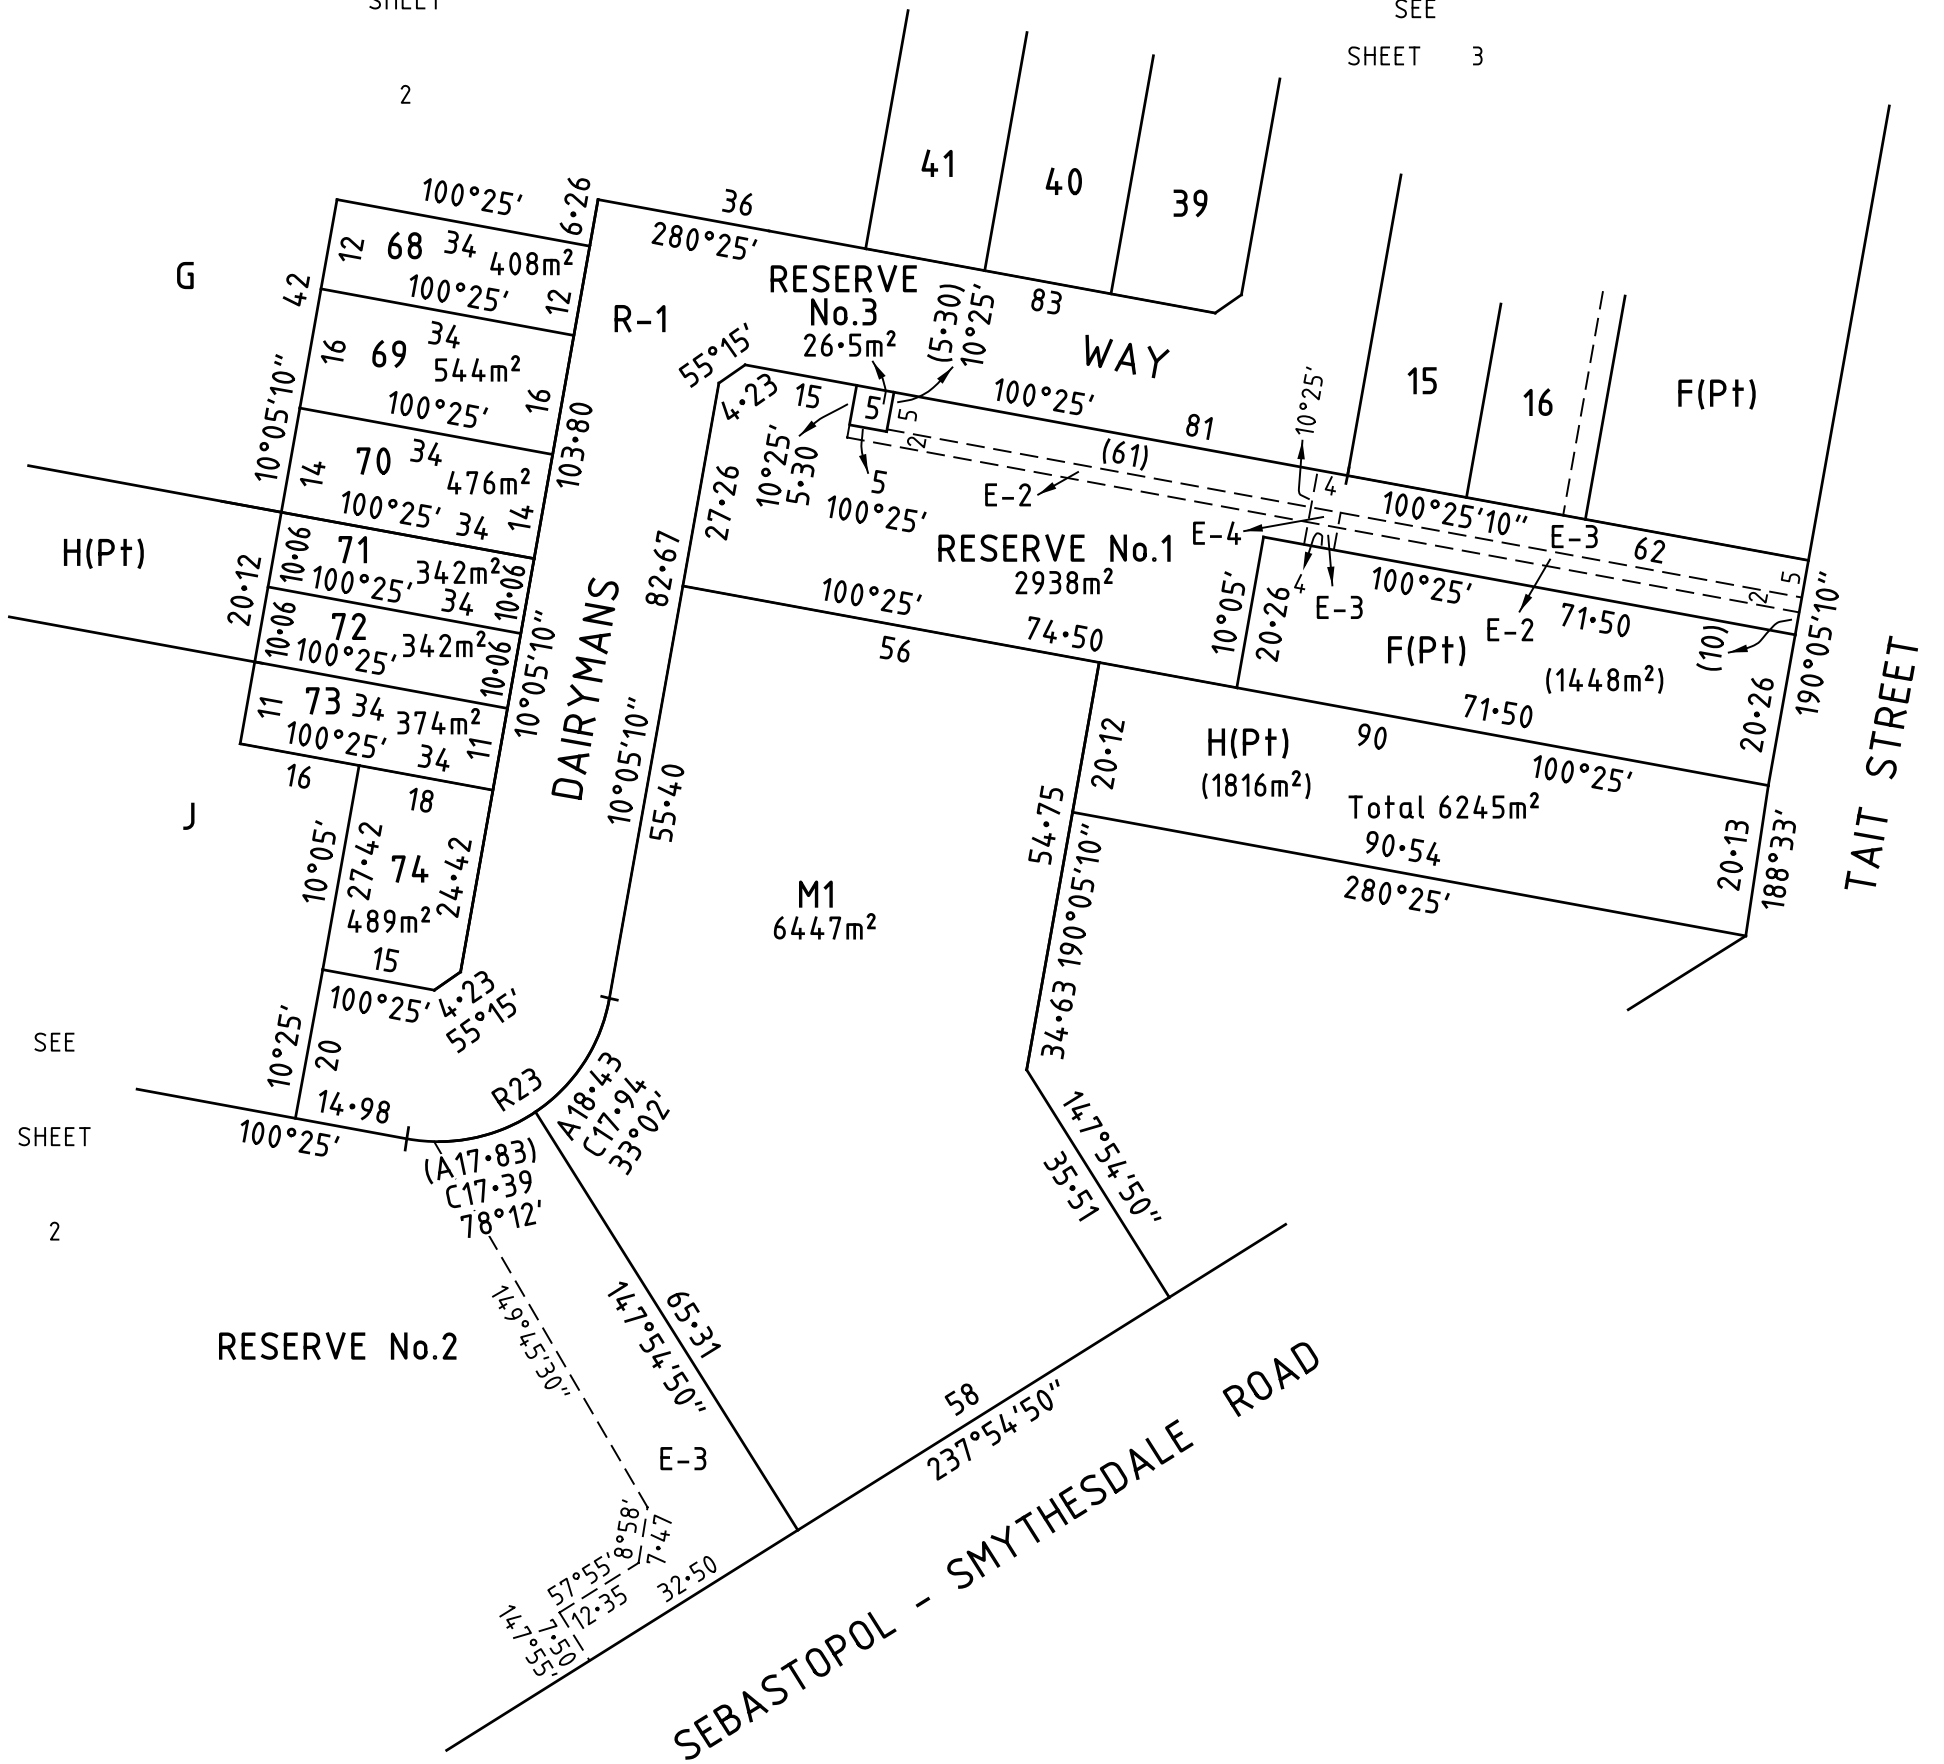 SHEET
2
SEE
SHEET 3
41
40
39
100°25'
6·26
36
280°25'
12
68
34
408m²
100°25'
12
G
42
R-1
RESERVE
No.3
26·5m²
(5·30)
10°25'
83
WAY
16
69
34
544m²
100°25'
16
10°05'10"
103·80
55°15'
4·23
15
5
5
2
100°25'
81
(61)
10°25'
15
16
F(Pt)
14
70
34
476m²
100°25'
34
14
27·26
10°25'
5·30
5
100°25'
E-2
14
100°25'10"
E-3
62
H(Pt)
10·06
71
342m²
100°25'
34
10·06
20·12
82·67
RESERVE No.1
2938m²
E-4
4
E-3
100°25'
5
2
10·06
72
342m²
100°25'
10·06
10°05'10"
DAIRYMANS
100°25'
74·50
56
10°05'
20·26
F(Pt)
E-2
71·50
(1448m²)
(10)
190°05'10"
TAIT STREET
11
73
34
374m²
100°25'
34
11
10°05'10"
55·40
71·50
20·26
16
18
20·12
H(Pt)
(1816m²)
90
100°25'
Total 6245m²
J
10°05'
27·42
74
24·42
489m²
15
100°25'
4·23
55°15'
M1
6447m²
54·75
190°05'10"
34·63
90·54
280°25'
20·13
188°33'
SEE
SHEET
2
10°25'
20
14·98
100°25'
R23
A18·43
C17·94
33°02'
(A17·83)
C17·39
78°12'
147°54'50"
35·51
149°45'30"
65·31
147°54'50"
RESERVE No.2
E-3
58
237°54'50"
8°58'
7·47
57°55'
12·35
32·50
7·50
147°55'
SEBASTOPOL - SMYTHESDALE ROAD